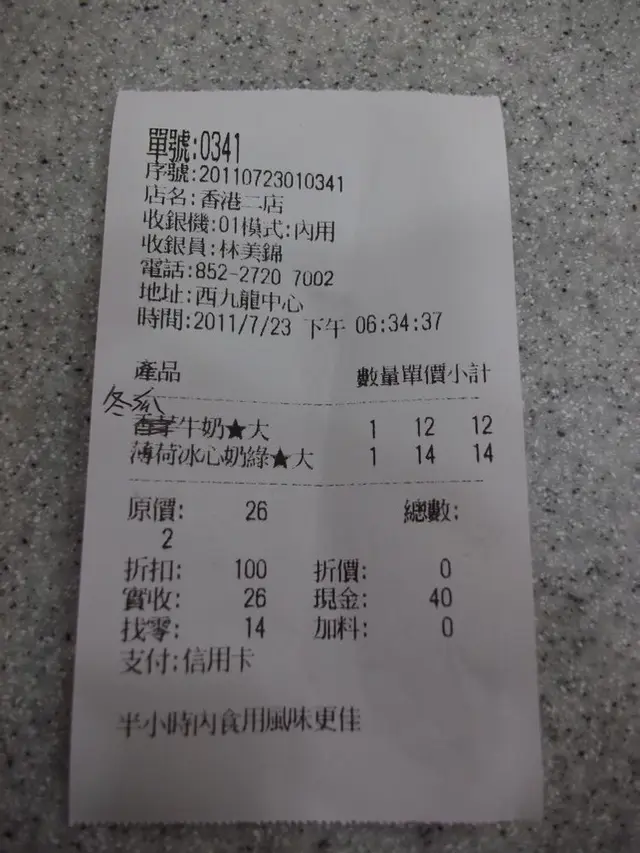 單號:0341
序號:20110723010341
店名:香港二店
收銀機:01模式:內用
收銀員:林美錦
電話:852-2720 7002
地址:西九龍中心
時間:2011/7/23 下午 06:34:37
產品 數量單價小計
冬瓜
香芋牛奶★大 1 12 12
薄荷冰心奶綠★大 1 14 14
原價: 26 總數:
2
折扣: 100 折價: 0
實收: 26 現金: 40
找零: 14 加料: 0
支付:信用卡
半小時內食用風味更佳